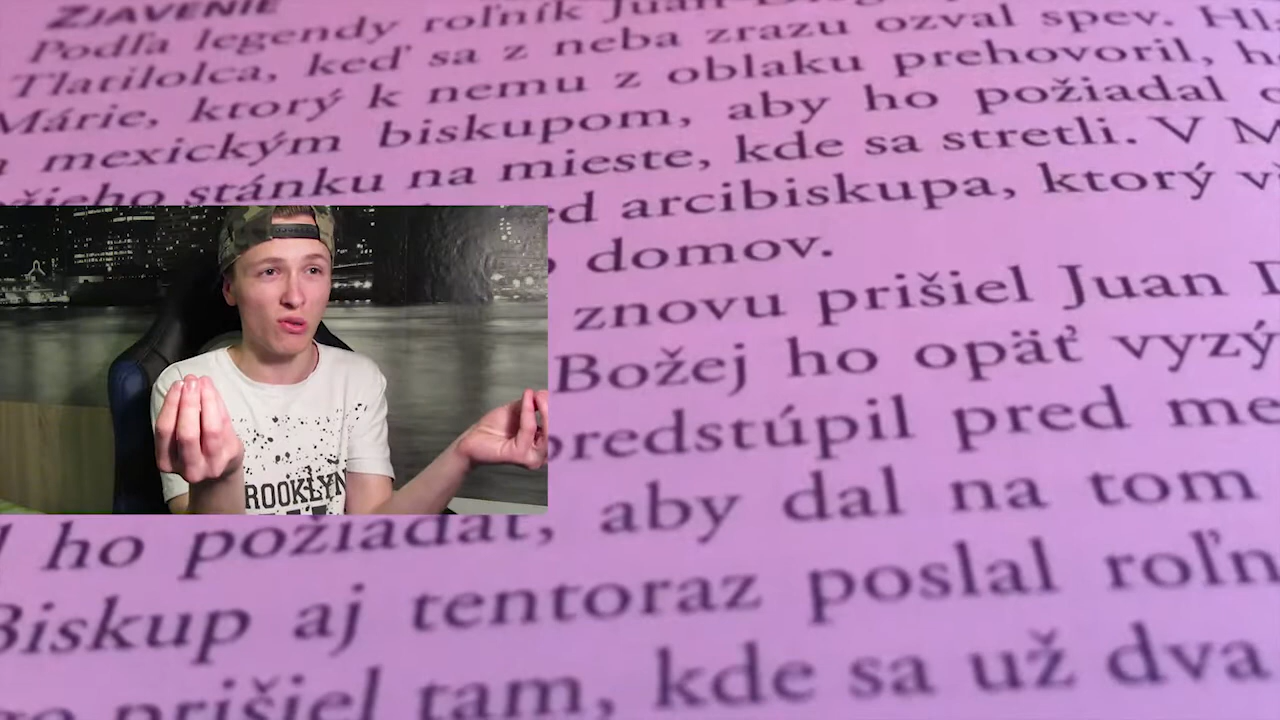 ZJAVENIE
Podľa legendy roľník Juan
Tlatilolca, keď sa z neba zrazu ozval spev.
Márie, ktorý k nemu z oblaku prehovoril,
mexickým biskupom, aby ho požiadal
stánku na mieste, kde sa stretli. V
arcibiskupa, ktorý
domov.
znovu prišiel Juan
Božej ho opäť
predstúpil pred
ho požiadať, aby dal na tom
Biskup aj tentoraz poslal
prišiel tam, kde sa už dva
ROOKLYN